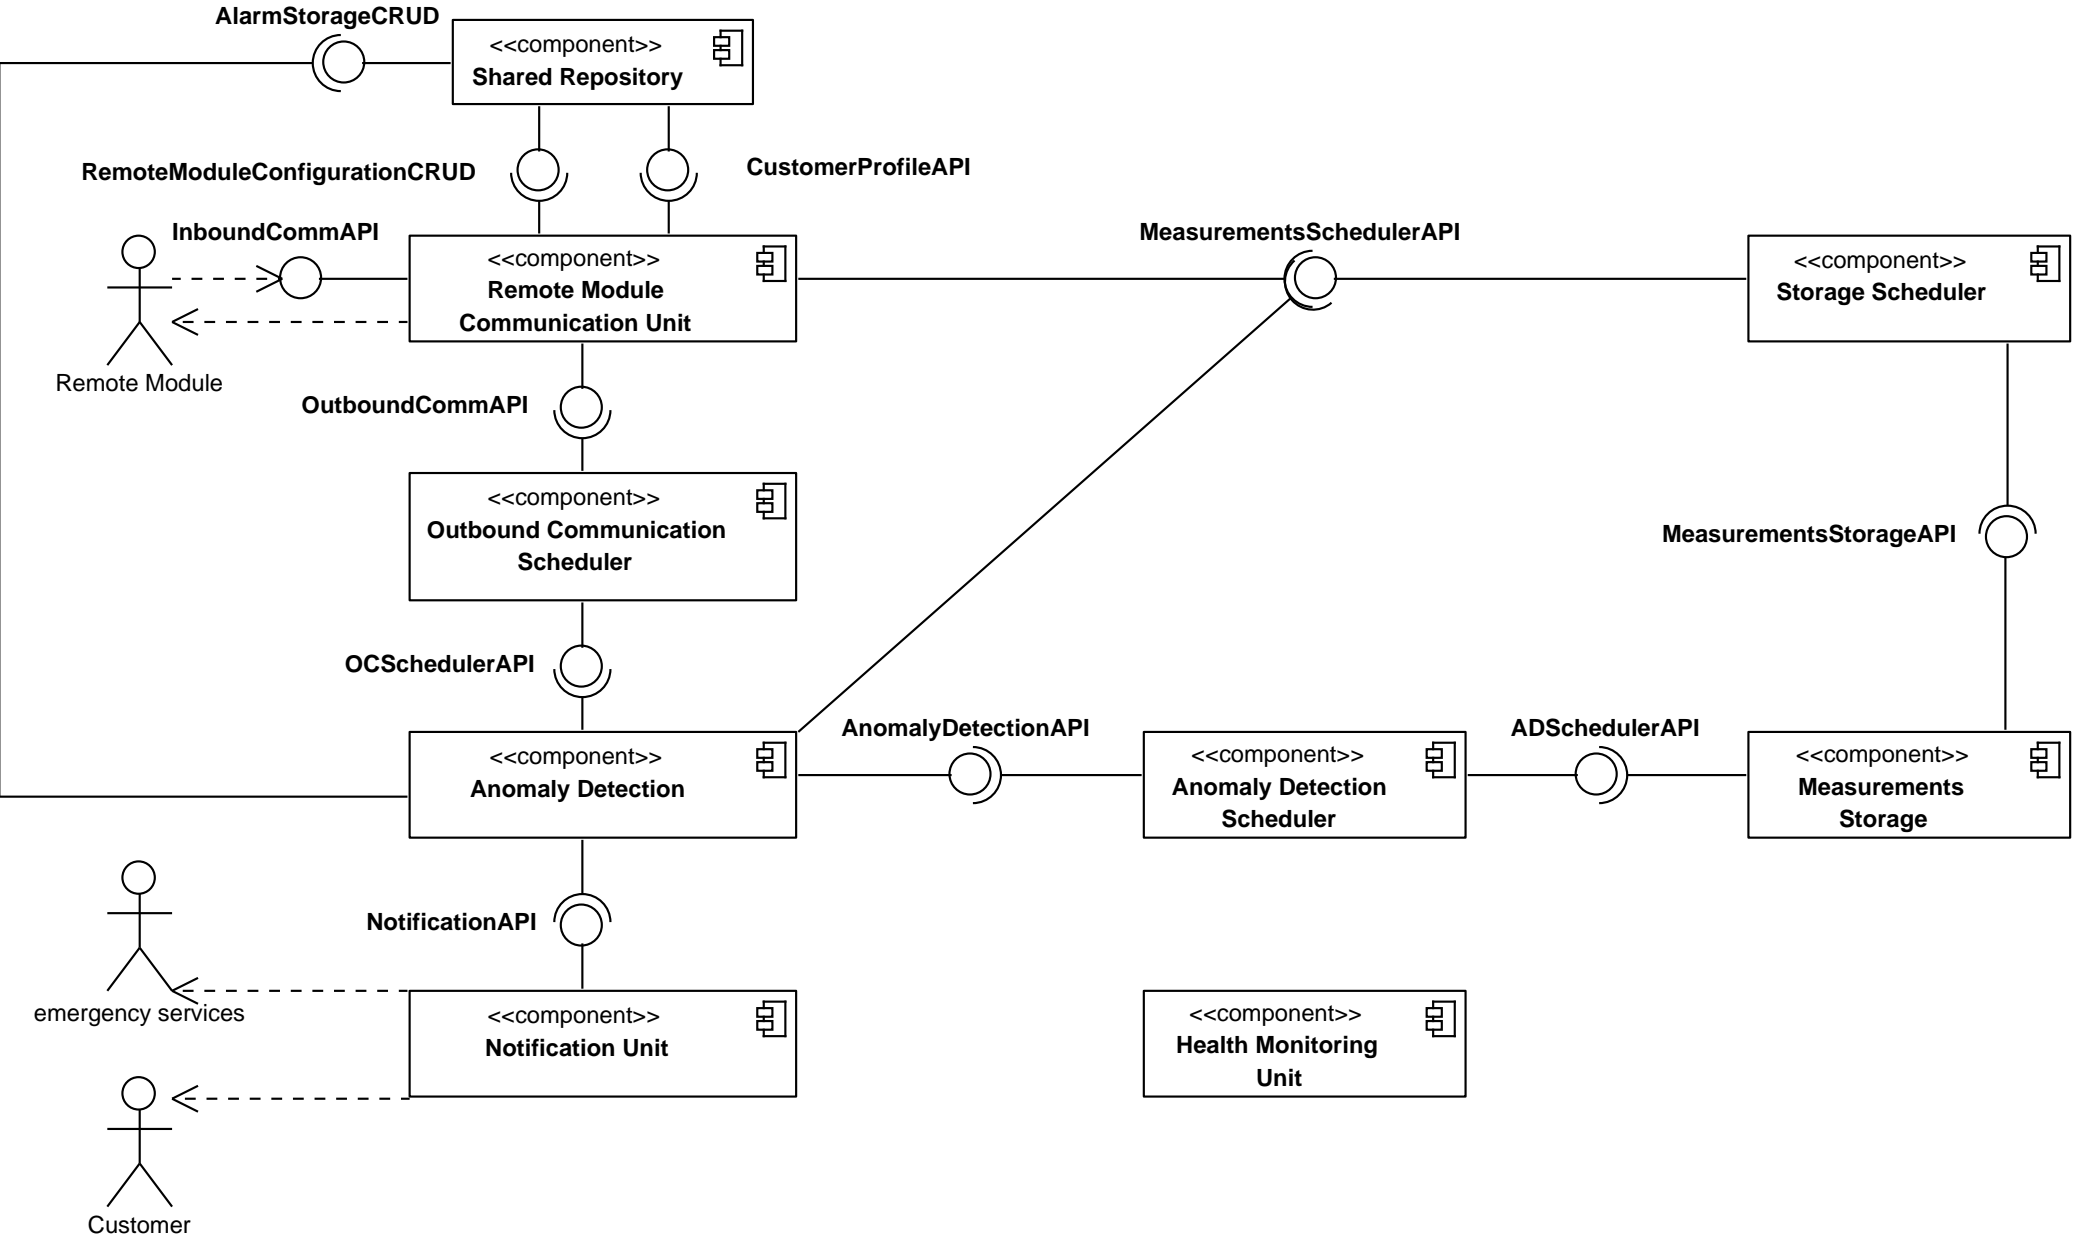 AlarmStorageCRUD
<<component>>
Shared Repository
RemoteModuleConfigurationCRUD
CustomerProfileAPI
InboundCommAPI
MeasurementsSchedulerAPI
Remote Module
<<component>>
Remote Module
Communication Unit
<<component>>
Storage Scheduler
OutboundCommAPI
<<component>>
Outbound Communication
Scheduler
MeasurementsStorageAPI
OCSchedulerAPI
AnomalyDetectionAPI
ADSchedulerAPI
<<component>>
Anomaly Detection
<<component>>
Anomaly Detection
Scheduler
<<component>>
Measurements
Storage
NotificationAPI
emergency services
<<component>>
Notification Unit
<<component>>
Health Monitoring
Unit
Customer